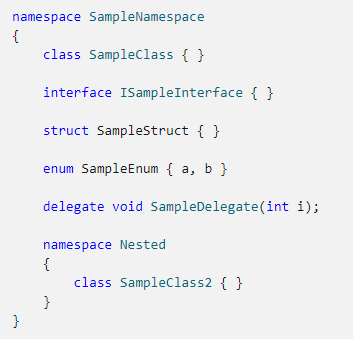 namespace SampleNamespace
{
    class SampleClass { }

    interface ISampleInterface { }

    struct SampleStruct { }

    enum SampleEnum { a, b }

    delegate void SampleDelegate(int i);

    namespace Nested
    {
        class SampleClass2 { }
    }
}